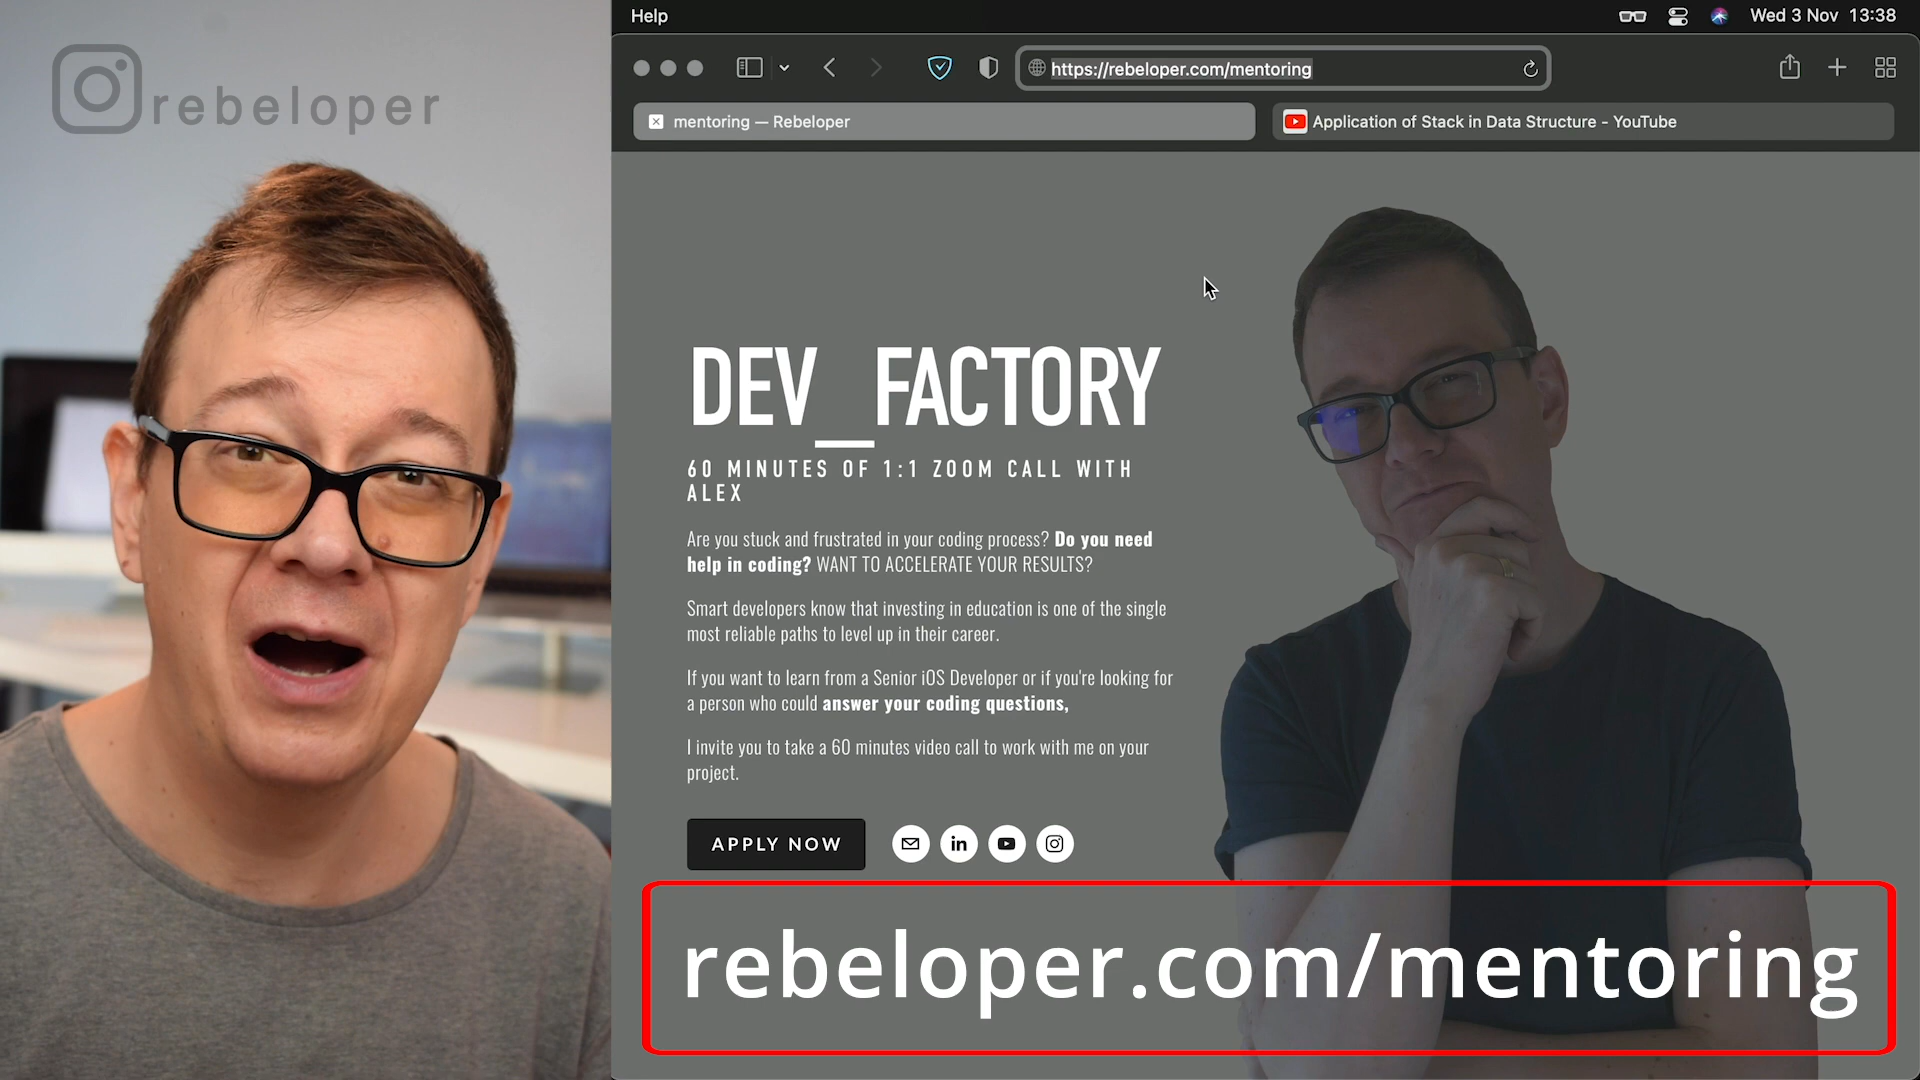 rebeloper
Help
Wed 3 Nov 13:38
https://rebeloper.com/mentoring
mentoring — Rebeloper
Application of Stack in Data Structure - YouTube
DEV_FACTORY
60 MINUTES OF 1:1 ZOOM CALL WITH
ALEX
Are you stuck and frustrated in your coding process? Do you need
help in coding? WANT TO ACCELERATE YOUR RESULTS?
Smart developers know that investing in education is one of the single
most reliable paths to level up in their career.
If you want to learn from a Senior iOS Developer or if you're looking for
a person who could answer your coding questions,
I invite you to take a 60 minutes video call to work with me on your
project.
APPLY NOW
in
rebeloper.com/mentoring